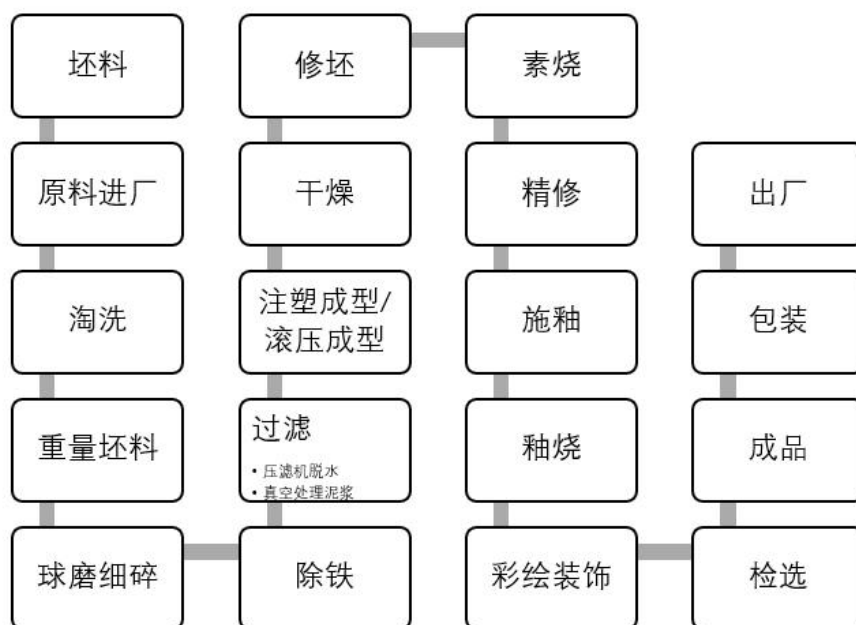 坯料
原料进厂
淘洗
重量坯料
球磨细碎
除铁
过滤
• 压滤机脱水
• 真空处理泥浆
注塑成型/
滚压成型
干燥
修坯
素烧
精修
施釉
釉烧
彩绘装饰
检选
成品
包装
出厂